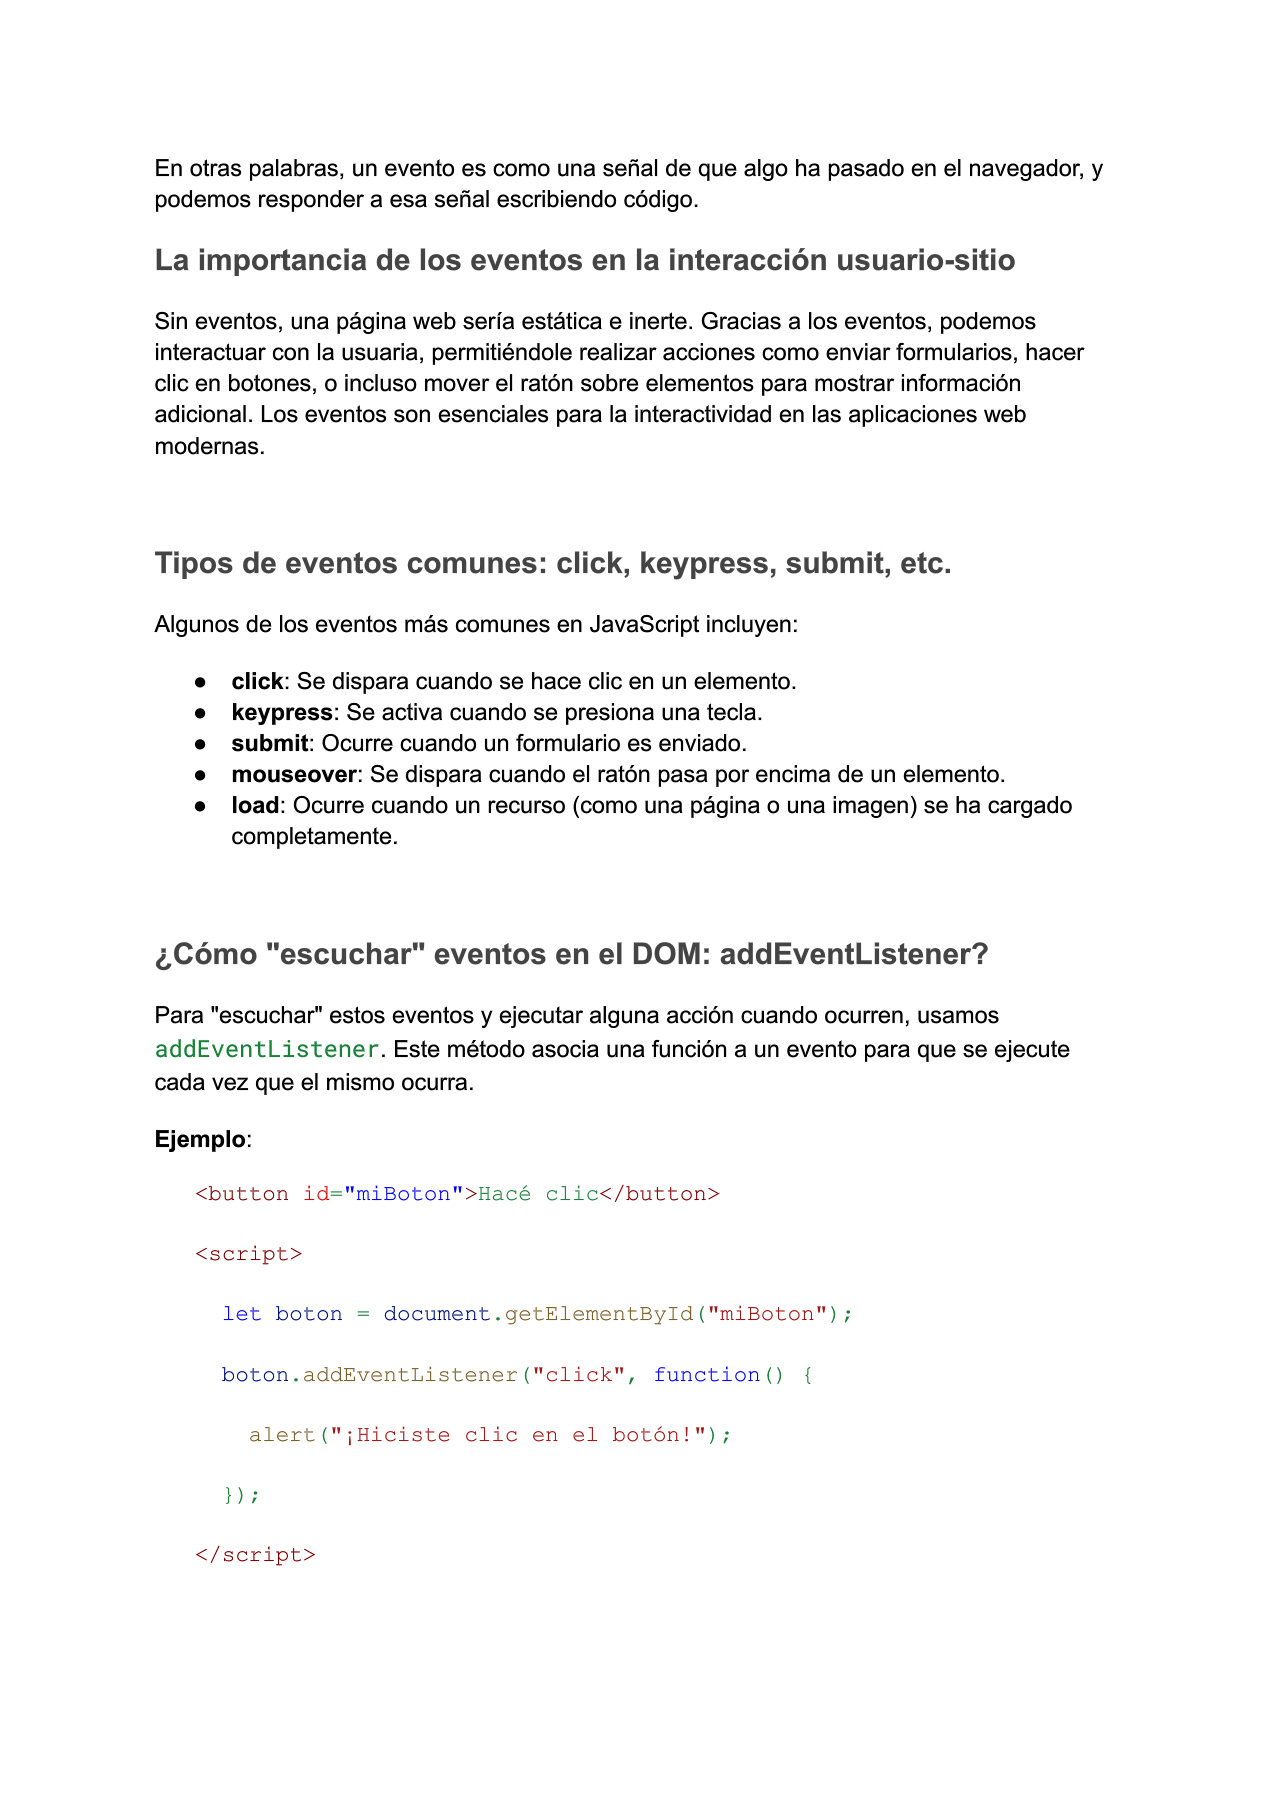 En otras palabras, un evento es como una señal de que algo ha pasado en el navegador, y
podemos responder a esa señal escribiendo código.
La importancia de los eventos en la interacción usuario-sitio
Sin eventos, una página web sería estática e inerte. Gracias a los eventos, podemos
interactuar con la usuaria, permitiéndole realizar acciones como enviar formularios, hacer
clic en botones, o incluso mover el ratón sobre elementos para mostrar información
adicional. Los eventos son esenciales para la interactividad en las aplicaciones web
modernas.
Tipos de eventos comunes: click, keypress, submit, etc.
Algunos de los eventos más comunes en JavaScript incluyen:
● click: Se dispara cuando se hace clic en un elemento.
● keypress: Se activa cuando se presiona una tecla.
● submit: Ocurre cuando un formulario es enviado.
● mouseover: Se dispara cuando el ratón pasa por encima de un elemento.
● load: Ocurre cuando un recurso (como una página o una imagen) se ha cargado
completamente.
¿Cómo "escuchar" eventos en el DOM: addEventListener?
Para "escuchar" estos eventos y ejecutar alguna acción cuando ocurren, usamos
addEventListener. Este método asocia una función a un evento para que se ejecute
cada vez que el mismo ocurra.
Ejemplo:
<button id="miBoton">Hacé clic</button>
<script>
  let boton = document.getElementById("miBoton");
  boton.addEventListener("click", function() {
    alert("¡Hiciste clic en el botón!");
  });
</script>